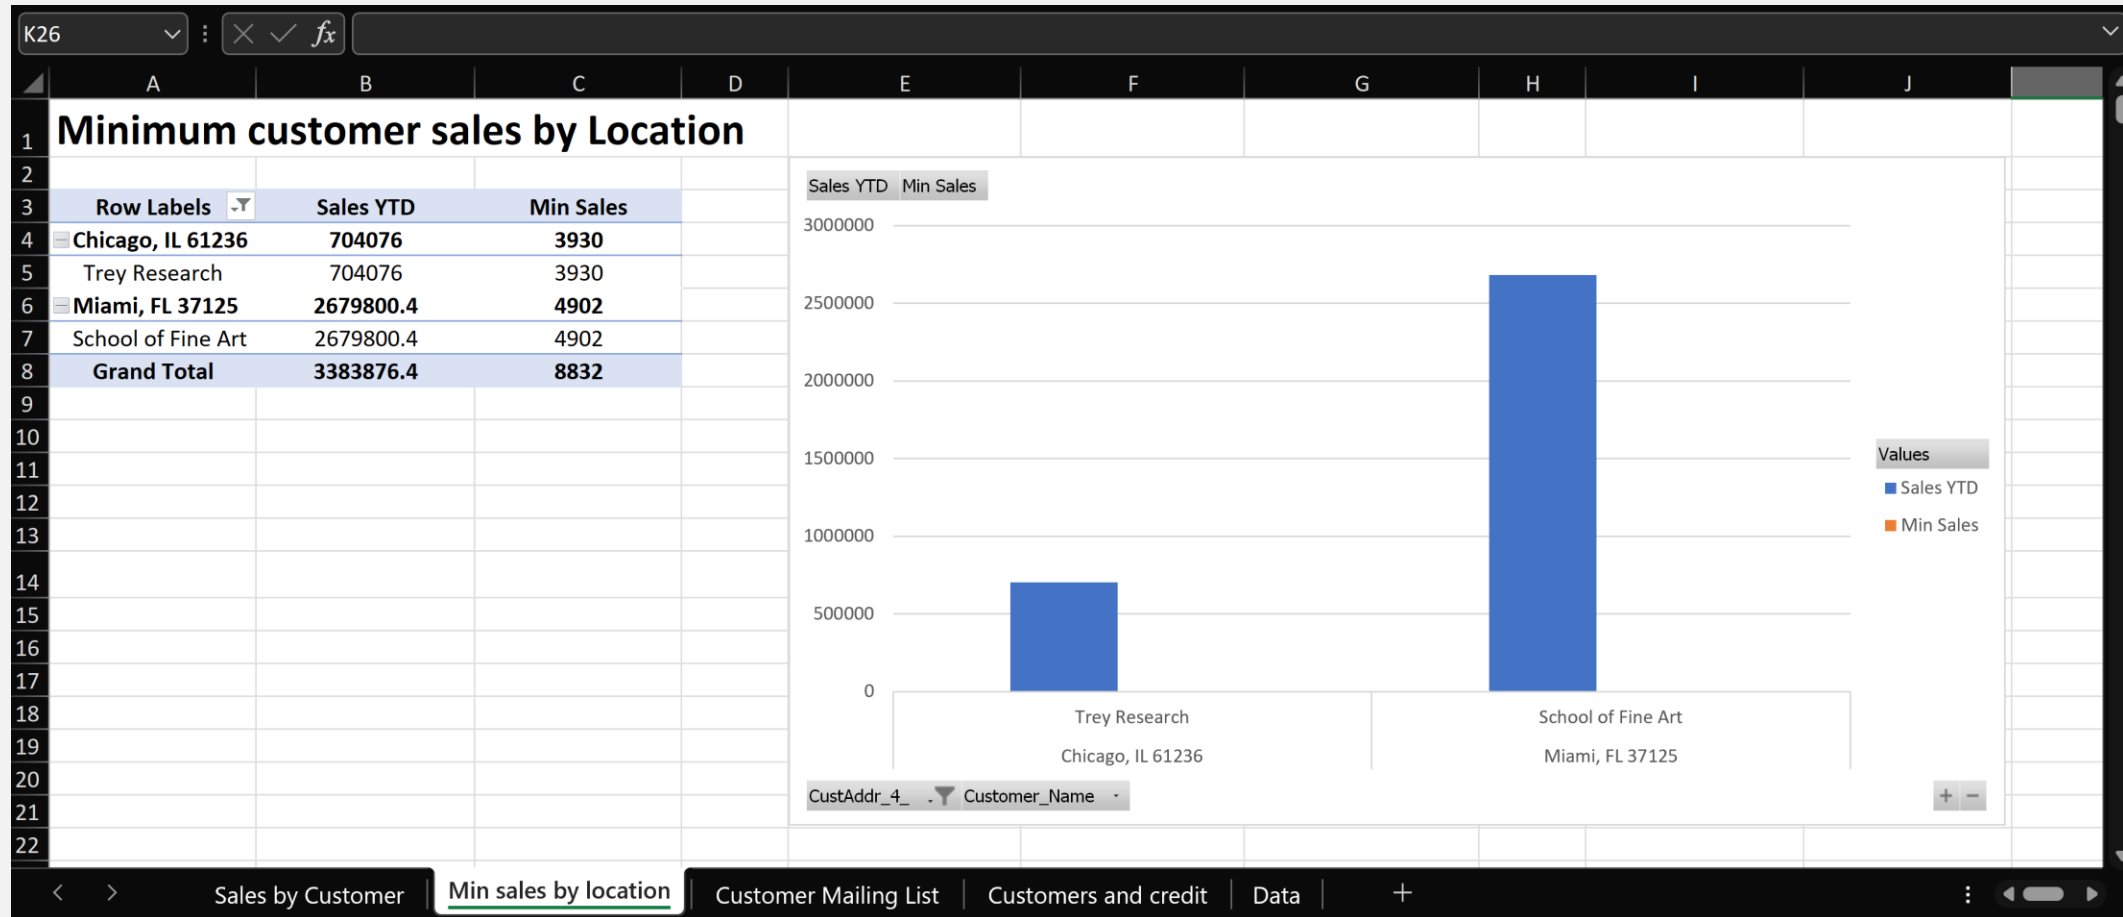 K26 fx
A B C D E F G H I J
1 Minimum customer sales by Location
2
3 Row Labels Sales YTD Min Sales
4 Chicago, IL 61236 704076 3930
5 Trey Research 704076 3930
6 Miami, FL 37125 2679800.4 4902
7 School of Fine Art 2679800.4 4902
8 Grand Total 3383876.4 8832
9
10
11
12
13
14
15
16
17
18
19
20
21
22
Sales YTD Min Sales
3000000
2500000
2000000
1500000
1000000
500000
0
Trey Research School of Fine Art
Chicago, IL 61236 Miami, FL 37125
Values
Sales YTD
Min Sales
CustAddr_4_ Customer_Name
+ −
Sales by Customer Min sales by location Customer Mailing List Customers and credit Data +